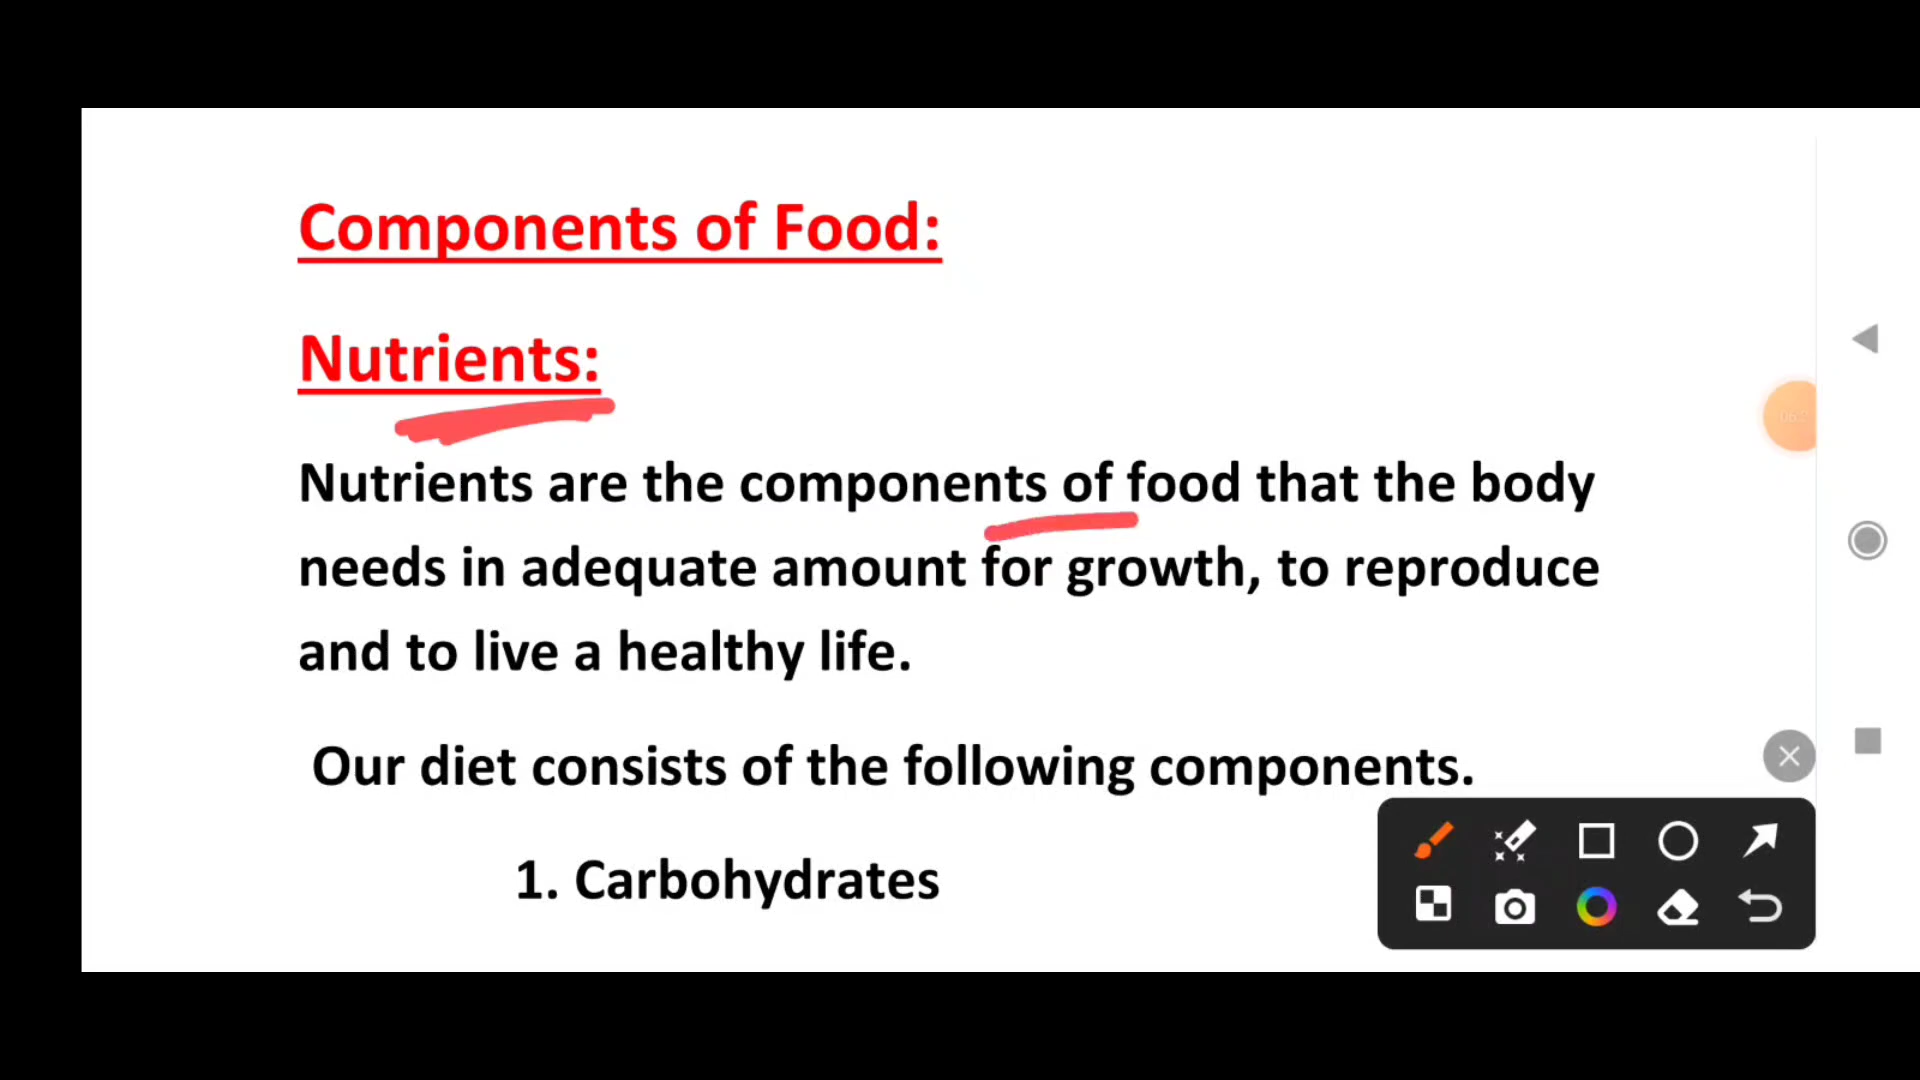 Components of Food:
Nutrients:
Nutrients are the components of food that the body
needs in adequate amount for growth, to reproduce
and to live a healthy life.
Our diet consists of the following components.
1. Carbohydrates